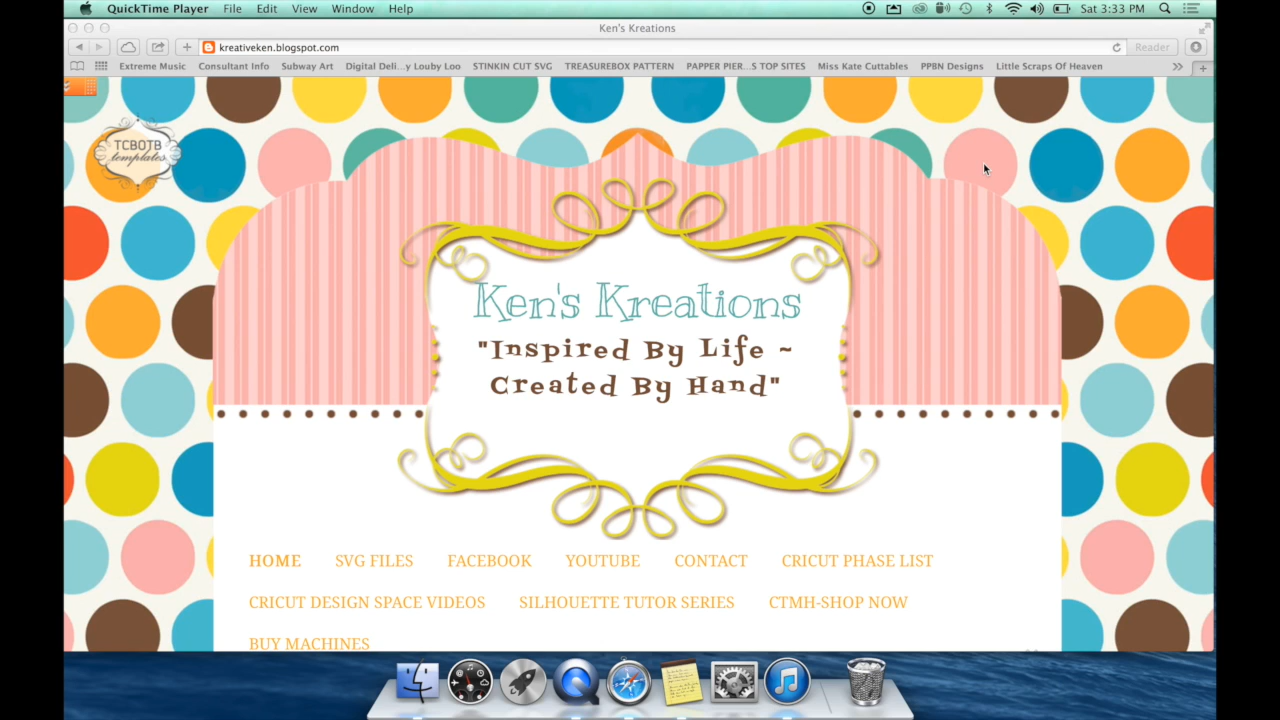 QuickTime Player File Edit View Window Help Sat 3:33 PM
Ken's Kreations
kreativeken.blogspot.com Reader
Extreme Music Consultant Info Subway Art Digital Deli...y Louby Loo STINKIN CUT SVG TREASUREBOX PATTERN PAPPER PIER...S TOP SITES Miss Kate Cuttables PPBN Designs Little Scraps Of Heaven
TCBOTB
templates
Ken's Kreations
"Inspired By Life ~
Created By Hand"
HOME SVG FILES FACEBOOK YOUTUBE CONTACT CRICUT PHASE LIST
CRICUT DESIGN SPACE VIDEOS SILHOUETTE TUTOR SERIES CTMH-SHOP NOW
BUY MACHINES